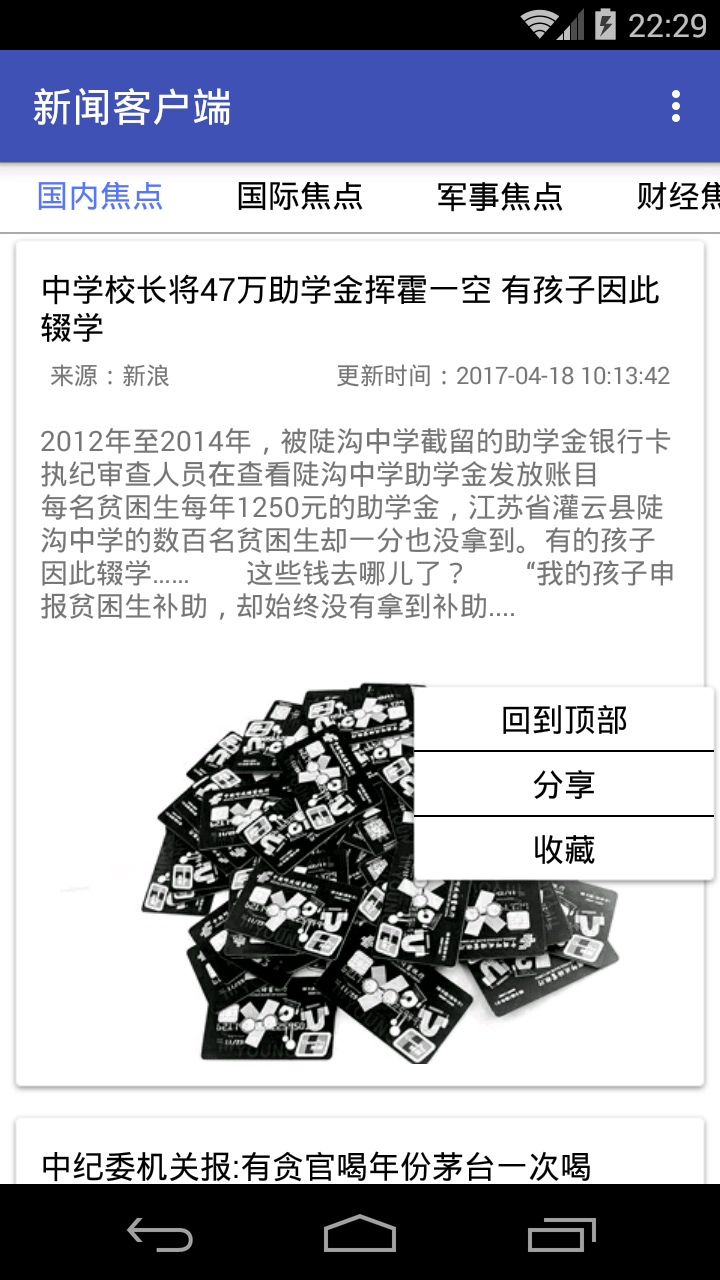 22:29
新闻客户端
国内焦点 国际焦点 军事焦点 财经焦
中学校长将47万助学金挥霍一空 有孩子因此
辍学
来源：新浪 更新时间：2017-04-18 10:13:42
2012年至2014年，被陡沟中学截留的助学金银行卡
执纪审查人员在查看陡沟中学助学金发放账目
每名贫困生每年1250元的助学金，江苏省灌云县陡
沟中学的数百名贫困生却一分也没拿到。有的孩子
因此辍学…… 这些钱去哪儿了？ “我的孩子申
报贫困生补助，却始终没有拿到补助....
回到顶部
分享
收藏
中纪委机关报:有贪官喝年份茅台一次喝